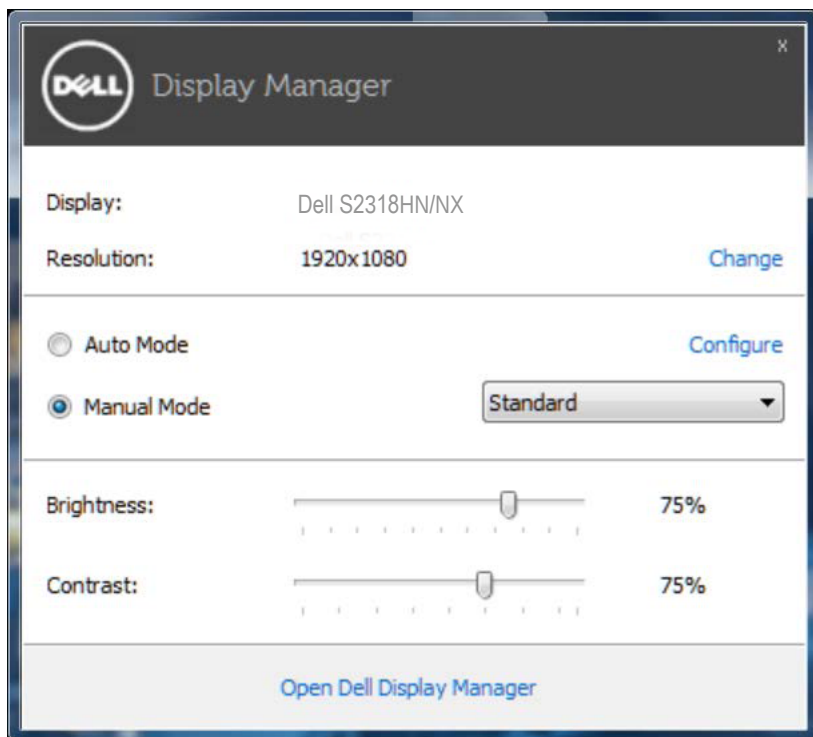 DELL Display Manager
X
Display: Dell S2318HN/NX
Resolution: 1920x1080 Change
Auto Mode Configure
Manual Mode Standard
Brightness: 75%
Contrast: 75%
Open Dell Display Manager